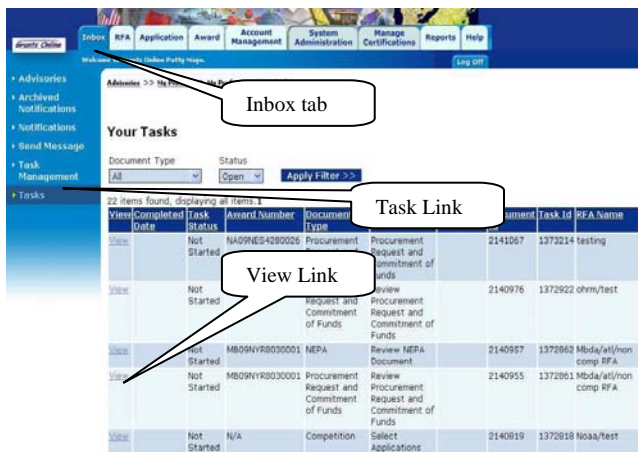 Grants Online
Inbox RFA Application Award Account Management System Administration Manage Certifications Reports Help
Welcome Grants Online Patty Mayo.
Log Off
Advisories
Archived Notifications
Notifications
Send Message
Task Management
Tasks
Advisories >>
Inbox tab
Your Tasks
Document Type Status
All Open Apply Filter >>
22 items found, displaying all items.1
Task Link
View Completed Date Task Status Award Number Document Type Task Id RFA Name
View Not Started NA09NES4280026 Procurement Procurement Request and Commitment of Funds 2141067 1373214 testing
View Link
View Not Started Request and Commitment of Funds Review Procurement Request and Commitment of Funds 2140976 1372922 ohrm/test
View Not Started MB09NYR8030001 NEPA Review NEPA Document 2140957 1372862 Mbda/atl/non comp RFA
View Not Started MB09NYR8030001 Procurement Request and Commitment of Funds Review Procurement Request and Commitment of Funds 2140955 1372861 Mbda/atl/non comp RFA
View Not Started N/A Competition Select Applications 2140819 1372818 Noaa/test